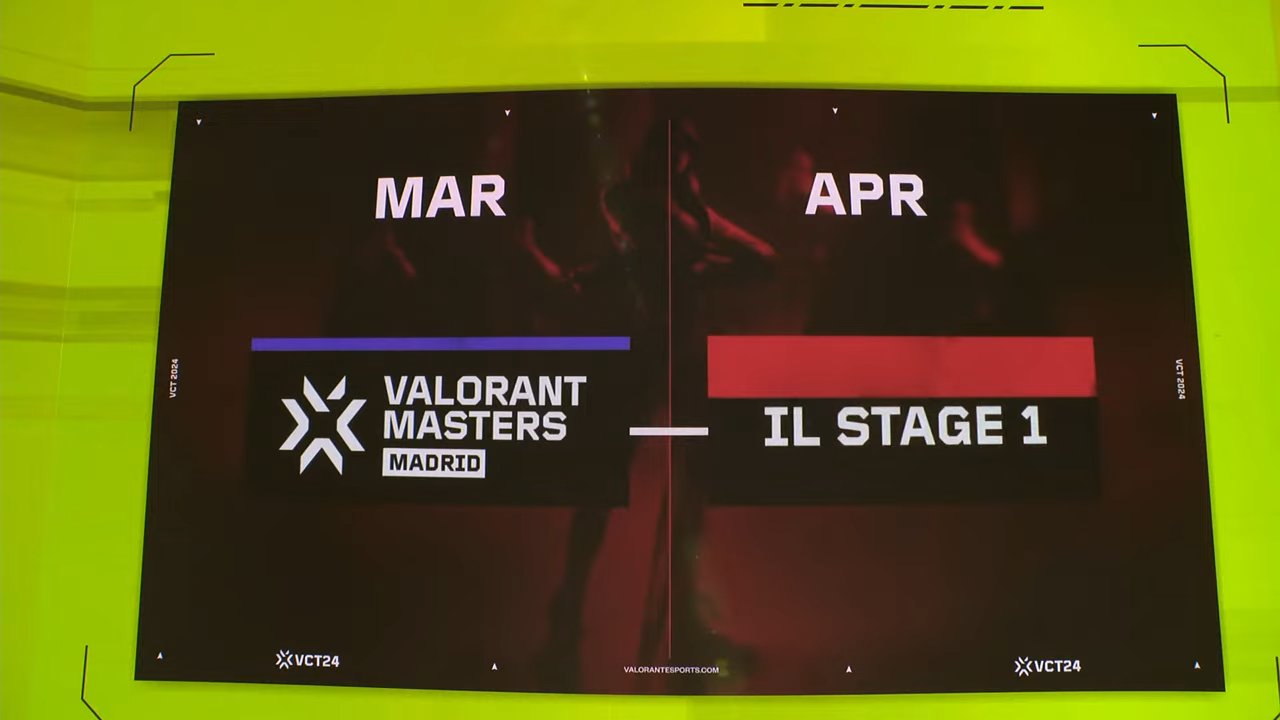 MAR
APR
VCT 2024
VALORANT
MASTERS
MADRID
IL STAGE 1
VCT 2024
VCT24
VALORANTESPORTS.COM
VCT24